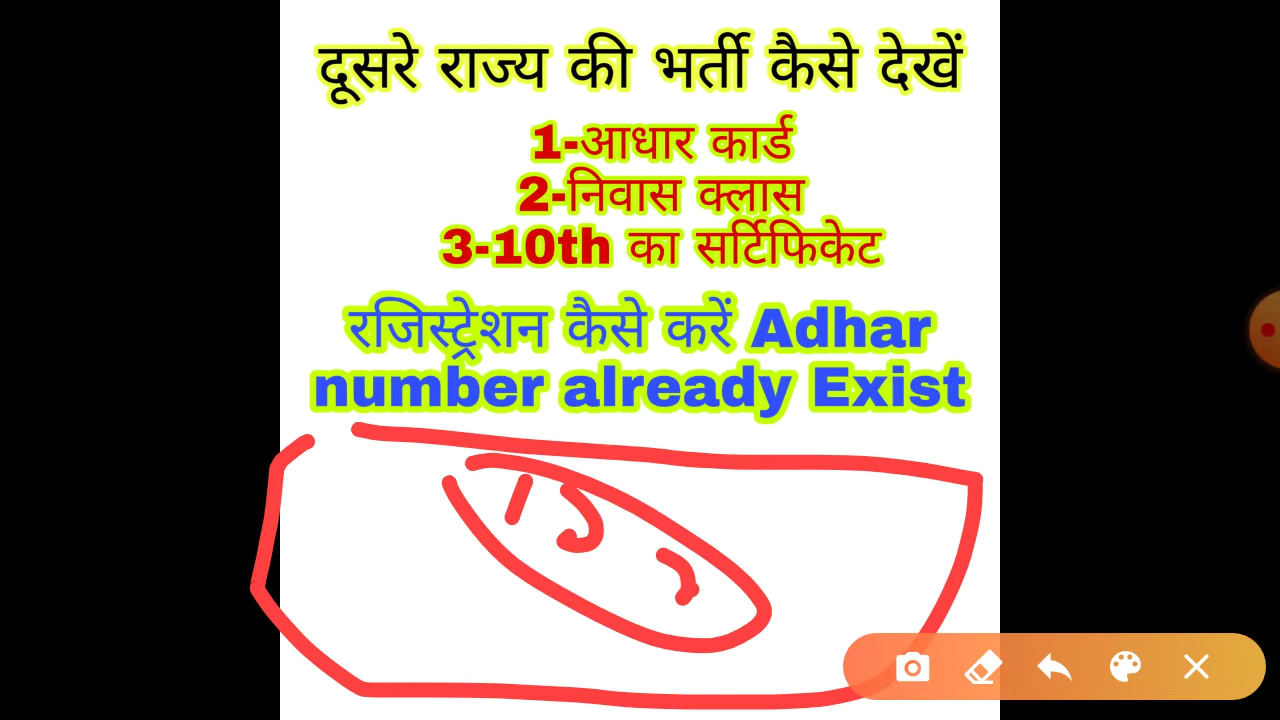 दूसरे राज्य की भर्ती कैसे देखें
1-आधार कार्ड
2-निवास क्लास
3-10th का सर्टिफिकेट
रजिस्ट्रेशन कैसे करें Adhar
number already Exist